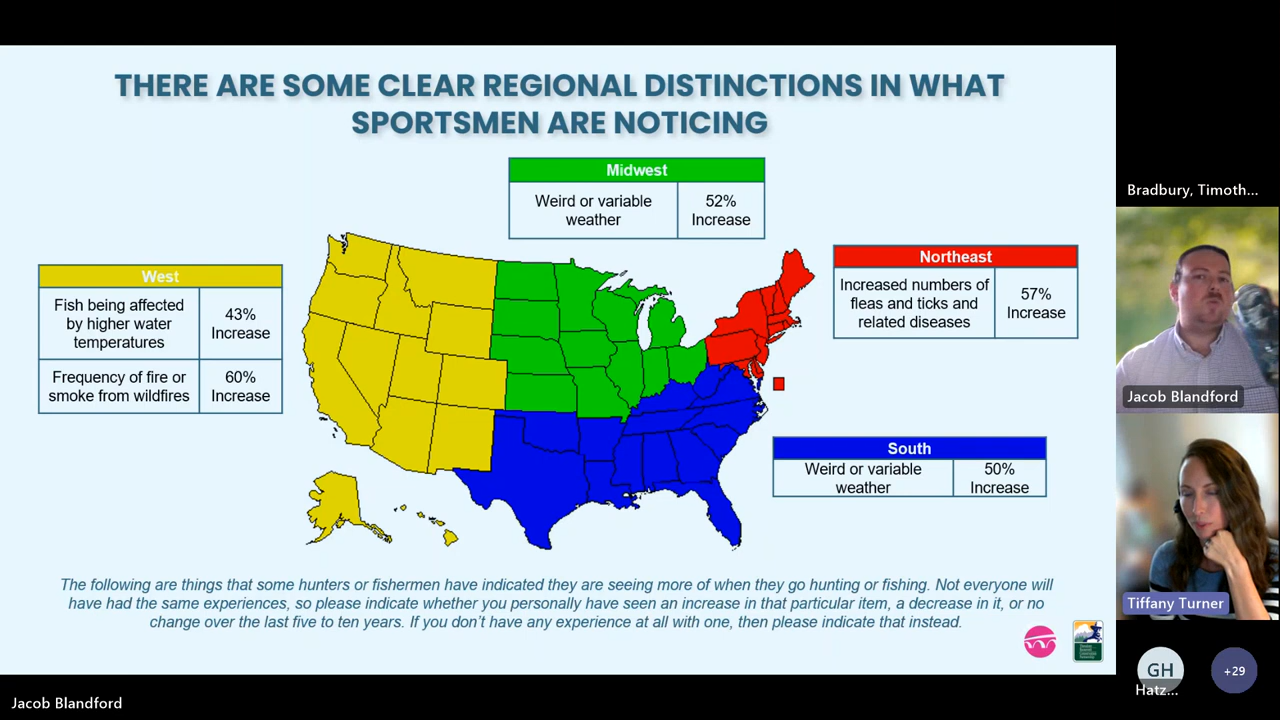 THERE ARE SOME CLEAR REGIONAL DISTINCTIONS IN WHAT
SPORTSMEN ARE NOTICING
Midwest
Weird or variable
weather
52%
Increase
West
Fish being affected
by higher water
temperatures
43%
Increase
Frequency of fire or
smoke from wildfires
60%
Increase
Northeast
Increased numbers of
fleas and ticks and
related diseases
57%
Increase
South
Weird or variable
weather
50%
Increase
The following are things that some hunters or fishermen have indicated they are seeing more of when they go hunting or fishing. Not everyone will
have had the same experiences, so please indicate whether you personally have seen an increase in that particular item, a decrease in it, or no
change over the last five to ten years. If you don't have any experience at all with one, then please indicate that instead.
Bradbury, Timoth...
Jacob Blandford
Tiffany Turner
GH
Hatz...
+29
Jacob Blandford